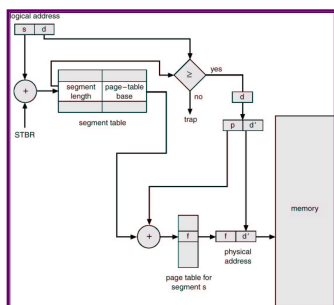 logical address
s d
≥
yes
no
trap
d
+
STBR
segment length
page–table base
segment table
p d'
memory
+
f
f d'
page table for segment s
physical address